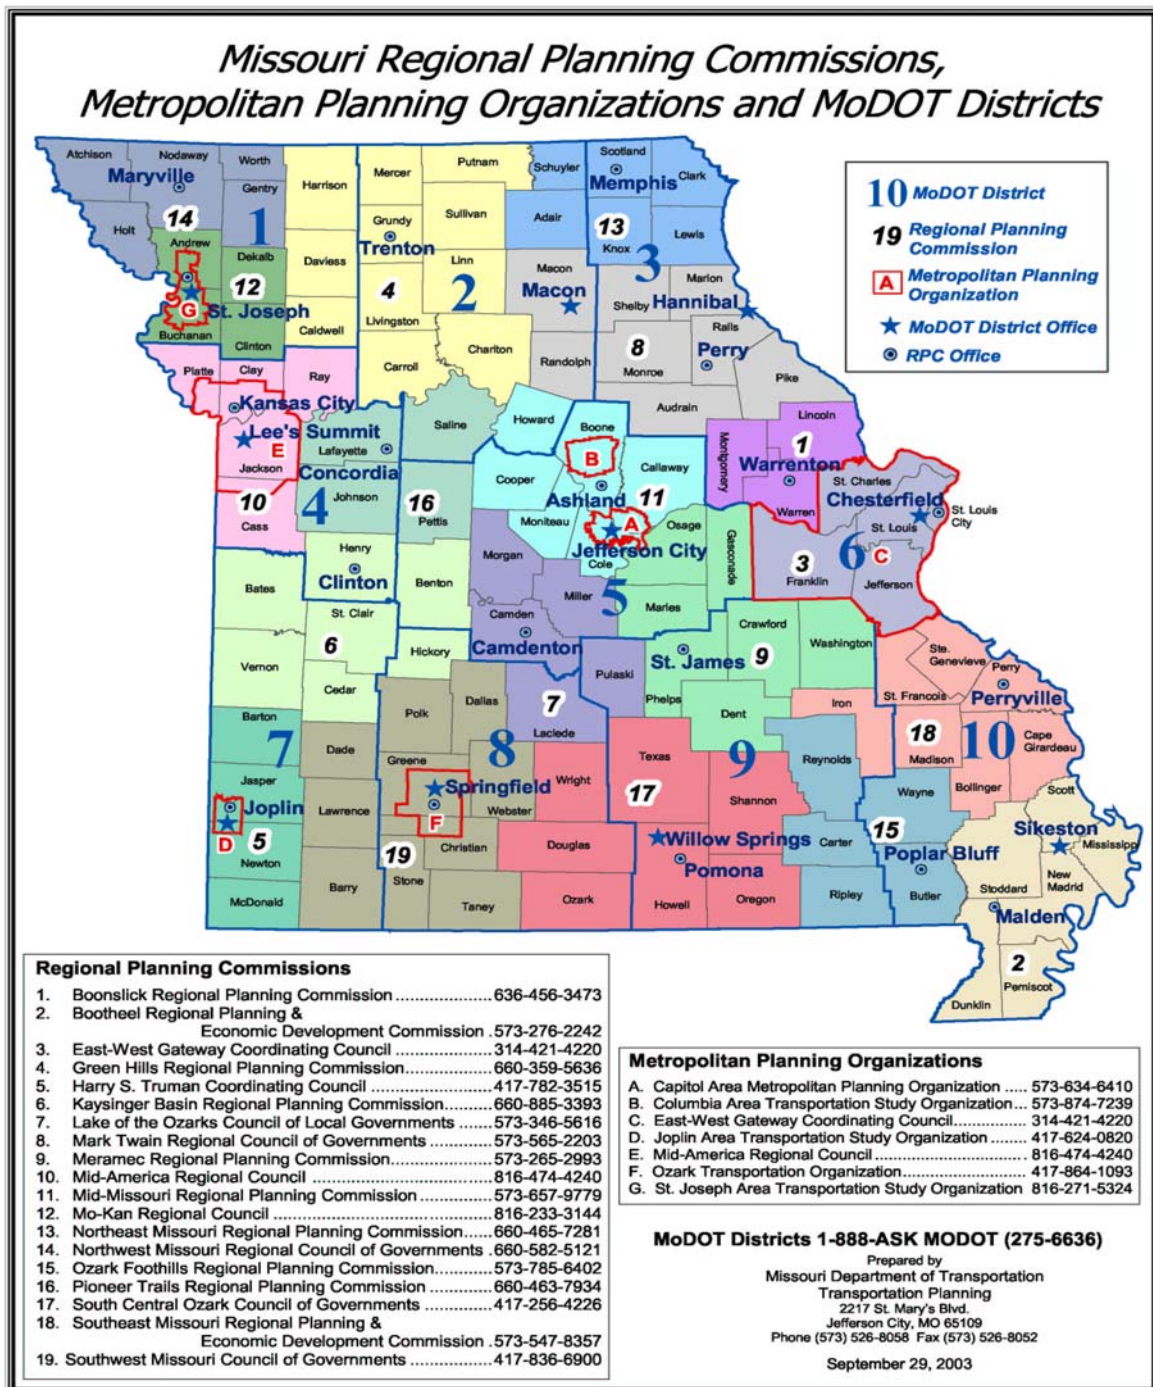 Missouri Regional Planning Commissions,
Metropolitan Planning Organizations and MoDOT Districts
10 MoDOT District
19 Regional Planning
Commission
A Metropolitan Planning
Organization
MoDOT District Office
RPC Office
Atchison
Nodaway
Worth
Harrison
Mercer
Putnam
Schuyler
Scotland
Clark
Maryville
Memphis
Gentry
Holt
14
1
Grundy
Sullivan
Adair
13
Knox
Lewis
3
Trenton
Andrew
Dekalb
Daviess
Linn
Macon
Marion
12
4
2
Macon
Shelby
Hannibal
G
St. Joseph
Buchanan
Clinton
Caldwell
Livingston
Chariton
Carroll
Randolph
8
Monroe
Ralls
Perry
Pike
Platte
Clay
Ray
Audrain
Kansas City
Saline
Howard
Boone
Lincoln
Lee's Summit
E
Lafayette
Jackson
Concordia
B
Callaway
Montgomery
1
Warrenton
Warren
Cooper
Ashland
11
St. Charles
Chesterfield
St. Louis
City
St. Louis
10
Cass
4
Johnson
16
Pettis
Moniteau
A
Osage
Jefferson City
Cole
Gasconade
3
Franklin
6
C
Jefferson
Henry
Clinton
Morgan
Benton
Miller
5
Maries
Bates
St. Clair
Camden
Camdenton
Crawford
Washington
6
Hickory
St. James
9
Ste.
Genevieve
Perry
Perryville
Vernon
Cedar
Pulaski
Phelps
St. Francois
7
Laclede
Dallas
Polk
Dent
Iron
18
Madison
10
Cape
Girardeau
Barton
7
Dade
8
Texas
9
Reynolds
Greene
Jasper
Springfield
Wright
Webster
Shannon
Wayne
Bollinger
Scott
Joplin
Lawrence
F
17
15
Sikeston
Mississippi
D
5
Newton
19
Christian
Douglas
Willow Springs
Carter
Poplar Bluff
Pomona
New
Madrid
Stoddard
McDonald
Barry
Stone
Taney
Ozark
Howell
Oregon
Ripley
Butler
Malden
2
Pemiscot
Dunklin
Regional Planning Commissions
1. Boonslick Regional Planning Commission ................... 636-456-3473
2. Bootheel Regional Planning &
Economic Development Commission . 573-276-2242
3. East-West Gateway Coordinating Council ................... 314-421-4220
4. Green Hills Regional Planning Commission................. 660-359-5636
5. Harry S. Truman Coordinating Council ........................ 417-782-3515
6. Kaysinger Basin Regional Planning Commission......... 660-885-3393
7. Lake of the Ozarks Council of Local Governments ....... 573-346-5616
8. Mark Twain Regional Council of Governments ............. 573-565-2203
9. Meramec Regional Planning Commission.................... 573-265-2993
10. Mid-America Regional Council .................................... 816-474-4240
11. Mid-Missouri Regional Planning Commission .............. 573-657-9779
12. Mo-Kan Regional Council ............................................ 816-233-3144
13. Northeast Missouri Regional Planning Commission..... 660-465-7281
14. Northwest Missouri Regional Council of Governments . 660-582-5121
15. Ozark Foothills Regional Planning Commission........... 573-785-6402
16. Pioneer Trails Regional Planning Commission ............. 660-463-7934
17. South Central Ozark Council of Governments ............. 417-256-4226
18. Southeast Missouri Regional Planning &
Economic Development Commission . 573-547-8357
19. Southwest Missouri Council of Governments ................ 417-836-6900
Metropolitan Planning Organizations
A. Capitol Area Metropolitan Planning Organization ..... 573-634-6410
B. Columbia Area Transportation Study Organization... 573-874-7239
C. East-West Gateway Coordinating Council............... 314-421-4220
D. Joplin Area Transportation Study Organization ........ 417-624-0820
E. Mid-America Regional Council ................................ 816-474-4240
F. Ozark Transportation Organization.......................... 417-864-1093
G. St. Joseph Area Transportation Study Organization 816-271-5324
MoDOT Districts 1-888-ASK MODOT (275-6636)
Prepared by
Missouri Department of Transportation
Transportation Planning
2217 St. Mary's Blvd.
Jefferson City, MO 65109
Phone (573) 526-8058 Fax (573) 526-8052
September 29, 2003